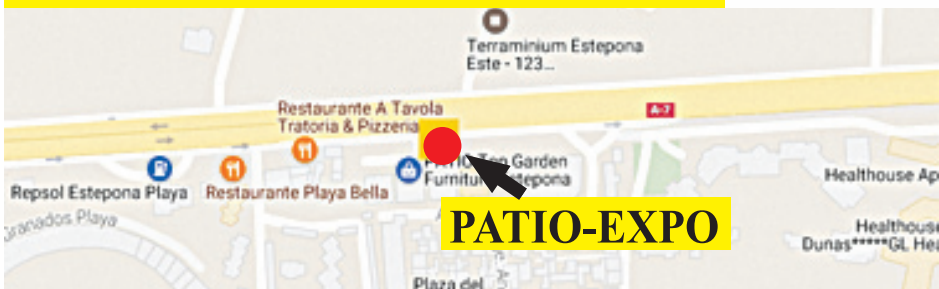 Terraminium Estepona
Este - 123...
Restaurante A Tavola
Tratoria & Pizzeria
A-7
PATIO Top Garden
Furniture Estepona
Repsol Estepona Playa
Restaurante Playa Bella
Healthouse Ap
Granados Playa
PATIO-EXPO
Healthouse
Dunas*****GL Hea
Plaza del